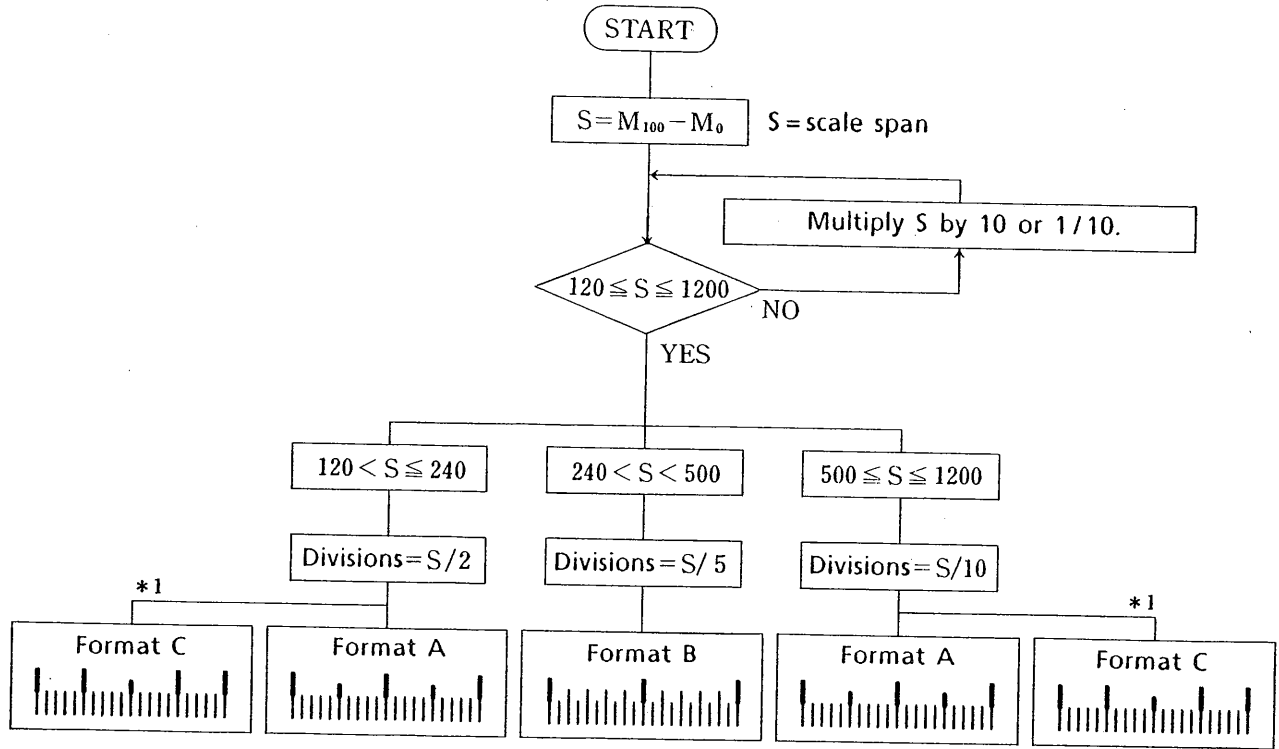 START
S=M₁₀₀−M₀ S=scale span
Multiply S by 10 or 1/10.
120≦S≦1200
NO
YES
120<S≦240
240<S<500
500≦S≦1200
Divisions=S/2
Divisions=S/5
Divisions=S/10
*1
*1
Format C
Format A
Format B
Format A
Format C